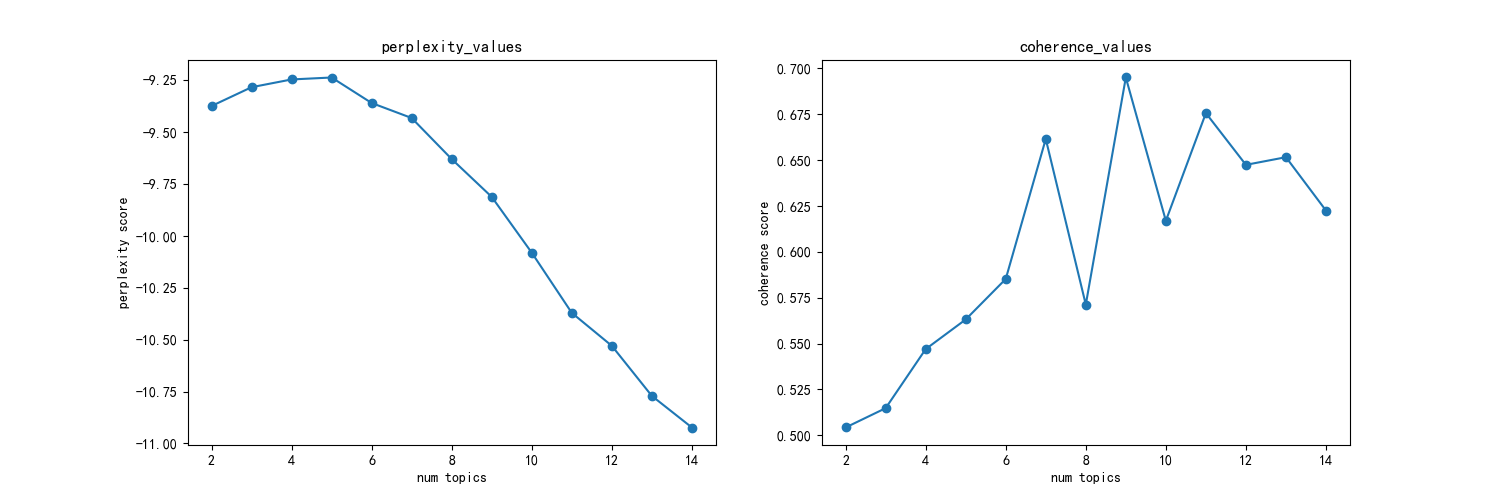 perplexity_values
perplexity score
−9.25
−9.50
−9.75
−10.00
−10.25
−10.50
−10.75
−11.00
2 4 6 8 10 12 14
num topics
coherence_values
coherence score
0.700
0.675
0.650
0.625
0.600
0.575
0.550
0.525
0.500
2 4 6 8 10 12 14
num topics